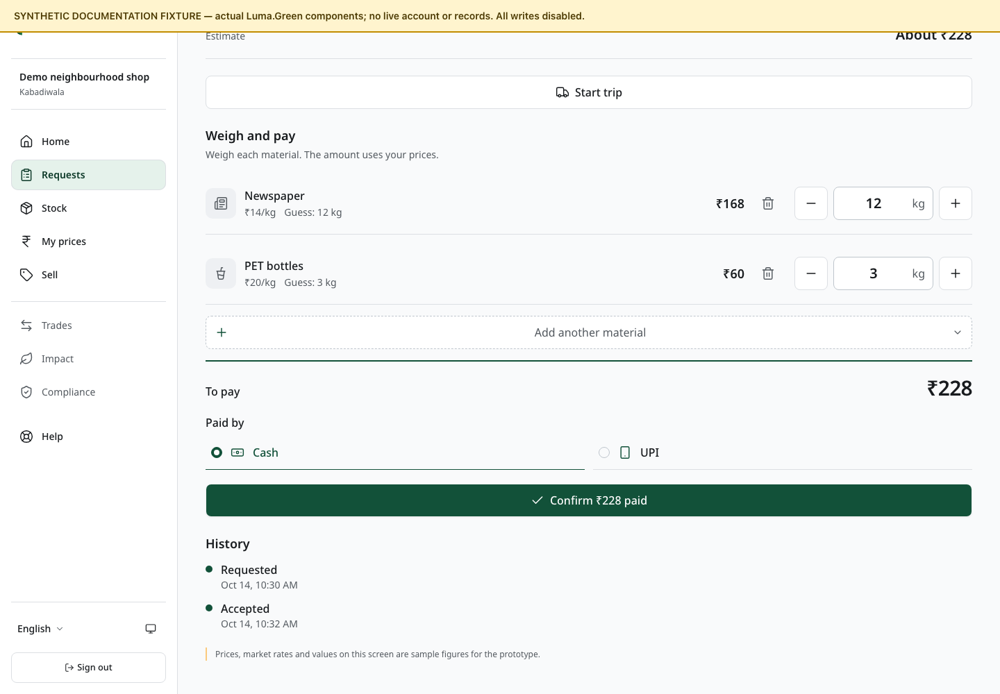 SYNTHETIC DOCUMENTATION FIXTURE — actual Luma.Green components; no live account or records. All writes disabled.
Demo neighbourhood shop
Kabadiwala
Home
Requests
Stock
My prices
Sell
Trades
Impact
Compliance
Help
English
Sign out
Estimate
About ₹228
Start trip
Weigh and pay
Weigh each material. The amount uses your prices.
Newspaper
₹14/kg Guess: 12 kg
₹168
12 kg
PET bottles
₹20/kg Guess: 3 kg
₹60
3 kg
Add another material
To pay
₹228
Paid by
Cash
UPI
Confirm ₹228 paid
History
Requested
Oct 14, 10:30 AM
Accepted
Oct 14, 10:32 AM
Prices, market rates and values on this screen are sample figures for the prototype.